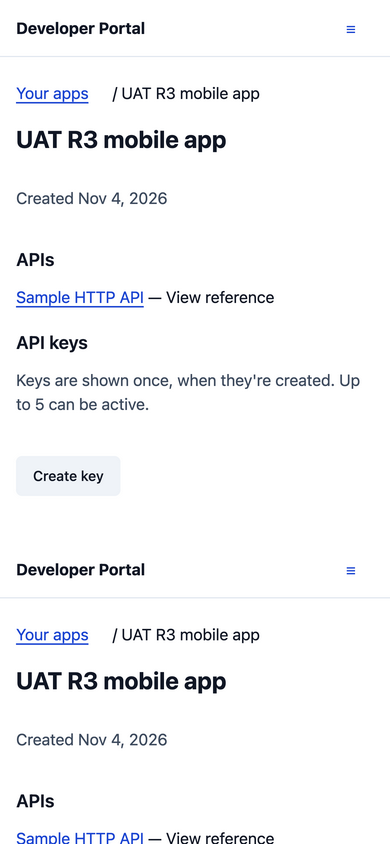 Developer Portal ≡
Your apps / UAT R3 mobile app
UAT R3 mobile app
Created Nov 4, 2026
APIs
Sample HTTP API — View reference
API keys
Keys are shown once, when they're created. Up
to 5 can be active.
Create key
Developer Portal ≡
Your apps / UAT R3 mobile app
UAT R3 mobile app
Created Nov 4, 2026
APIs
Sample HTTP API — View reference